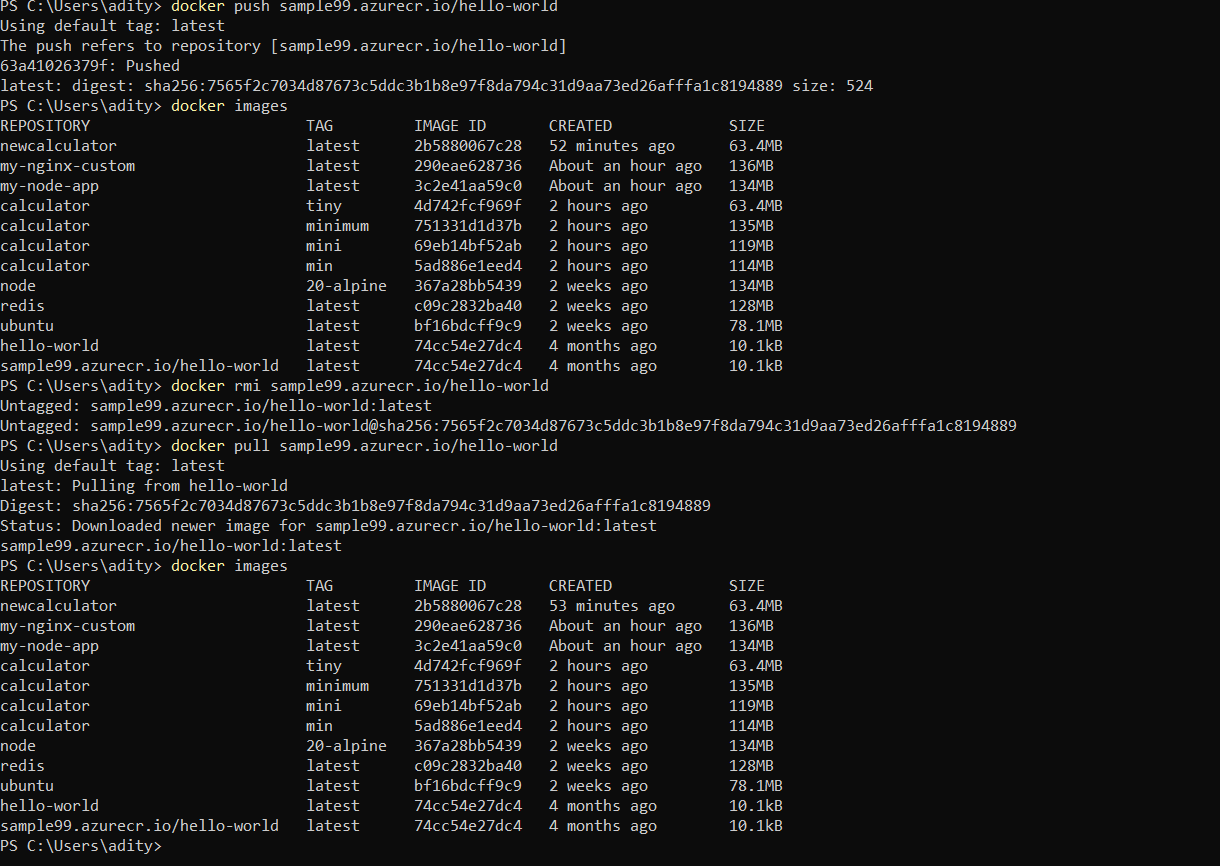 PS C:\Users\adity> docker push sample99.azurecr.io/hello-world
Using default tag: latest
The push refers to repository [sample99.azurecr.io/hello-world]
63a41026379f: Pushed
latest: digest: sha256:7565f2c7034d87673c5ddc3b1b8e97f8da794c31d9aa73ed26afffa1c8194889 size: 524
PS C:\Users\adity> docker images
REPOSITORY TAG IMAGE ID CREATED SIZE
newcalculator latest 2b5880067c28 52 minutes ago 63.4MB
my-nginx-custom latest 290eae628736 About an hour ago 136MB
my-node-app latest 3c2e41aa59c0 About an hour ago 134MB
calculator tiny 4d742fcf969f 2 hours ago 63.4MB
calculator minimum 751331d1d37b 2 hours ago 135MB
calculator mini 69eb14bf52ab 2 hours ago 119MB
calculator min 5ad886e1eed4 2 hours ago 114MB
node 20-alpine 367a28bb5439 2 weeks ago 134MB
redis latest c09c2832ba40 2 weeks ago 128MB
ubuntu latest bf16bdcff9c9 2 weeks ago 78.1MB
hello-world latest 74cc54e27dc4 4 months ago 10.1kB
sample99.azurecr.io/hello-world latest 74cc54e27dc4 4 months ago 10.1kB
PS C:\Users\adity> docker rmi sample99.azurecr.io/hello-world
Untagged: sample99.azurecr.io/hello-world:latest
Untagged: sample99.azurecr.io/hello-world@sha256:7565f2c7034d87673c5ddc3b1b8e97f8da794c31d9aa73ed26afffa1c8194889
PS C:\Users\adity> docker pull sample99.azurecr.io/hello-world
Using default tag: latest
latest: Pulling from hello-world
Digest: sha256:7565f2c7034d87673c5ddc3b1b8e97f8da794c31d9aa73ed26afffa1c8194889
Status: Downloaded newer image for sample99.azurecr.io/hello-world:latest
sample99.azurecr.io/hello-world:latest
PS C:\Users\adity> docker images
REPOSITORY TAG IMAGE ID CREATED SIZE
newcalculator latest 2b5880067c28 53 minutes ago 63.4MB
my-nginx-custom latest 290eae628736 About an hour ago 136MB
my-node-app latest 3c2e41aa59c0 About an hour ago 134MB
calculator tiny 4d742fcf969f 2 hours ago 63.4MB
calculator minimum 751331d1d37b 2 hours ago 135MB
calculator mini 69eb14bf52ab 2 hours ago 119MB
calculator min 5ad886e1eed4 2 hours ago 114MB
node 20-alpine 367a28bb5439 2 weeks ago 134MB
redis latest c09c2832ba40 2 weeks ago 128MB
ubuntu latest bf16bdcff9c9 2 weeks ago 78.1MB
hello-world latest 74cc54e27dc4 4 months ago 10.1kB
sample99.azurecr.io/hello-world latest 74cc54e27dc4 4 months ago 10.1kB
PS C:\Users\adity>